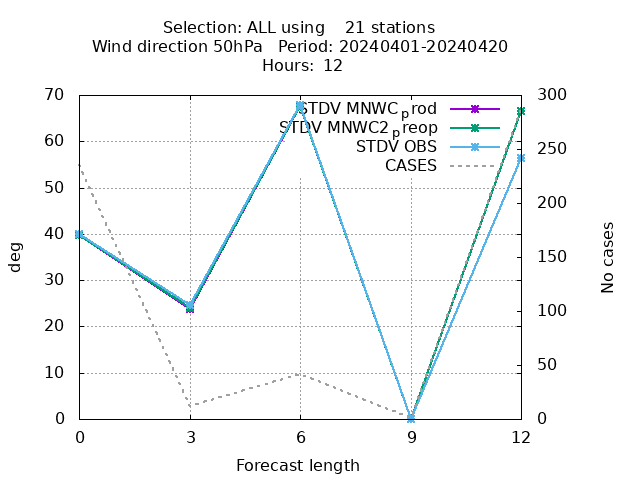 Selection: ALL using 21 stations
Wind direction 50hPa Period: 20240401-20240420
Hours: 12
70 300
STDV MNWC_prod
STDV MNWC2_preop
60
STDV OBS 250
CASES
50
200
40
deg
No cases
150
30
100
20
10 50
0 0
0 3 6 9 12
Forecast length